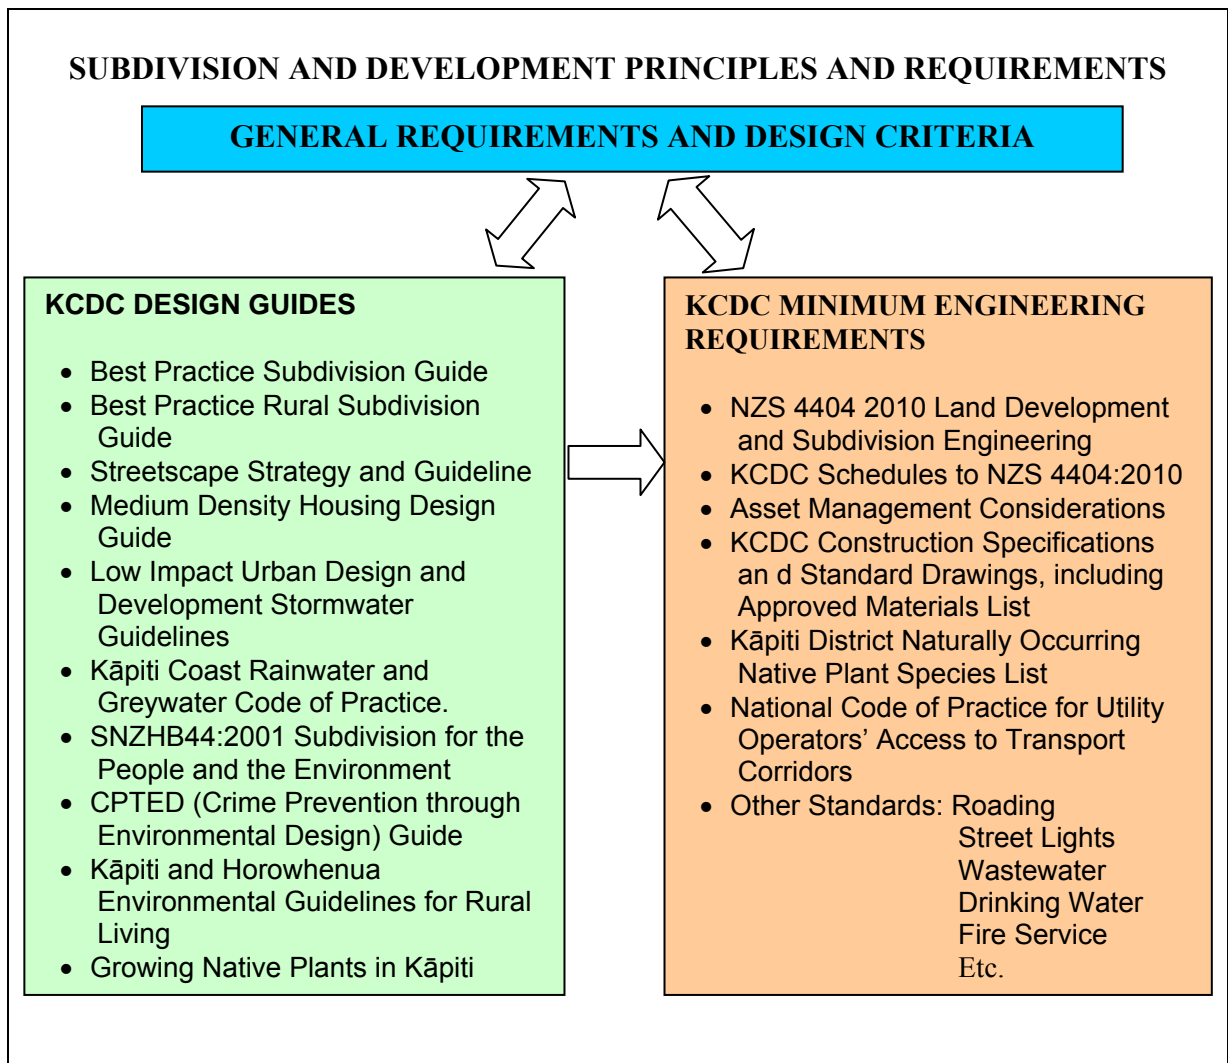 SUBDIVISION AND DEVELOPMENT PRINCIPLES AND REQUIREMENTS
GENERAL REQUIREMENTS AND DESIGN CRITERIA
KCDC DESIGN GUIDES
• Best Practice Subdivision Guide
• Best Practice Rural Subdivision
Guide
• Streetscape Strategy and Guideline
• Medium Density Housing Design
Guide
• Low Impact Urban Design and
Development Stormwater
Guidelines
• Kāpiti Coast Rainwater and
Greywater Code of Practice.
• SNZHB44:2001 Subdivision for the
People and the Environment
• CPTED (Crime Prevention through
Environmental Design) Guide
• Kāpiti and Horowhenua
Environmental Guidelines for Rural
Living
• Growing Native Plants in Kāpiti
KCDC MINIMUM ENGINEERING
REQUIREMENTS
• NZS 4404 2010 Land Development
and Subdivision Engineering
• KCDC Schedules to NZS 4404:2010
• Asset Management Considerations
• KCDC Construction Specifications
an d Standard Drawings, including
Approved Materials List
• Kāpiti District Naturally Occurring
Native Plant Species List
• National Code of Practice for Utility
Operators’ Access to Transport
Corridors
• Other Standards: Roading
Street Lights
Wastewater
Drinking Water
Fire Service
Etc.